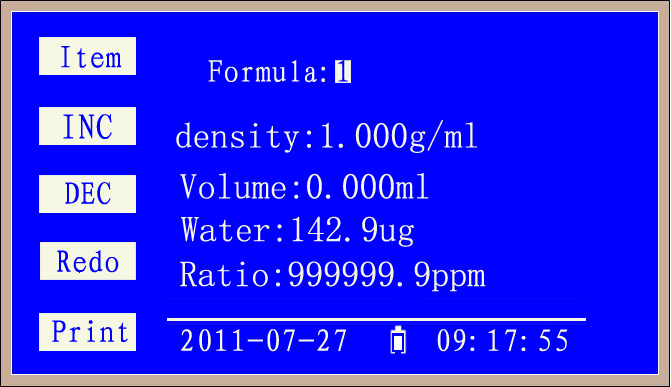 Item
Formula:1
INC
density:1.000g/ml
DEC
Volume:0.000ml
Water:142.9ug
Redo
Ratio:999999.9ppm
Print
2011-07-27 09:17:55